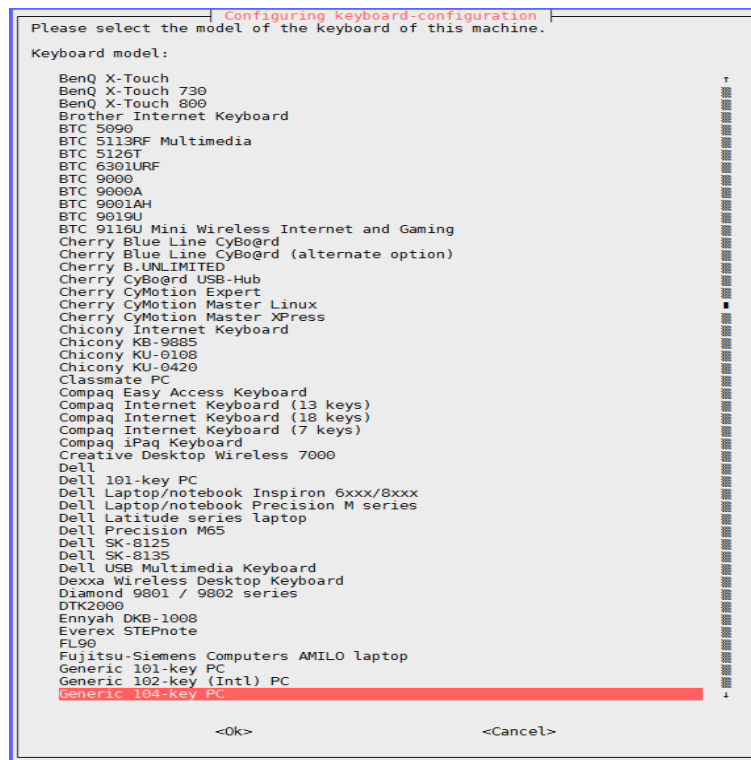 Configuring keyboard-configuration
Please select the model of the keyboard of this machine.
Keyboard model:
BenQ X-Touch
BenQ X-Touch 730
BenQ X-Touch 800
Brother Internet Keyboard
BTC 5090
BTC 5113RF Multimedia
BTC 5126T
BTC 6301URF
BTC 9000
BTC 9000A
BTC 9001AH
BTC 9019U
BTC 9116U Mini Wireless Internet and Gaming
Cherry Blue Line CyBo@rd
Cherry Blue Line CyBo@rd (alternate option)
Cherry B.UNLIMITED
Cherry CyBo@rd USB-Hub
Cherry CyMotion Expert
Cherry CyMotion Master Linux
Cherry CyMotion Master XPress
Chicony Internet Keyboard
Chicony KB-9885
Chicony KU-0108
Chicony KU-0420
Classmate PC
Compaq Easy Access Keyboard
Compaq Internet Keyboard (13 keys)
Compaq Internet Keyboard (18 keys)
Compaq Internet Keyboard (7 keys)
Compaq iPaq Keyboard
Creative Desktop Wireless 7000
Dell
Dell 101-key PC
Dell Laptop/notebook Inspiron 6xxx/8xxx
Dell Laptop/notebook Precision M series
Dell Latitude series laptop
Dell Precision M65
Dell SK-8125
Dell SK-8135
Dell USB Multimedia Keyboard
Dexxa Wireless Desktop Keyboard
Diamond 9801 / 9802 series
DTK2000
Ennyah DKB-1008
Everex STEPnote
FL90
Fujitsu-Siemens Computers AMILO laptop
Generic 101-key PC
Generic 102-key (Intl) PC
Generic 104-key PC
<Ok> <Cancel>